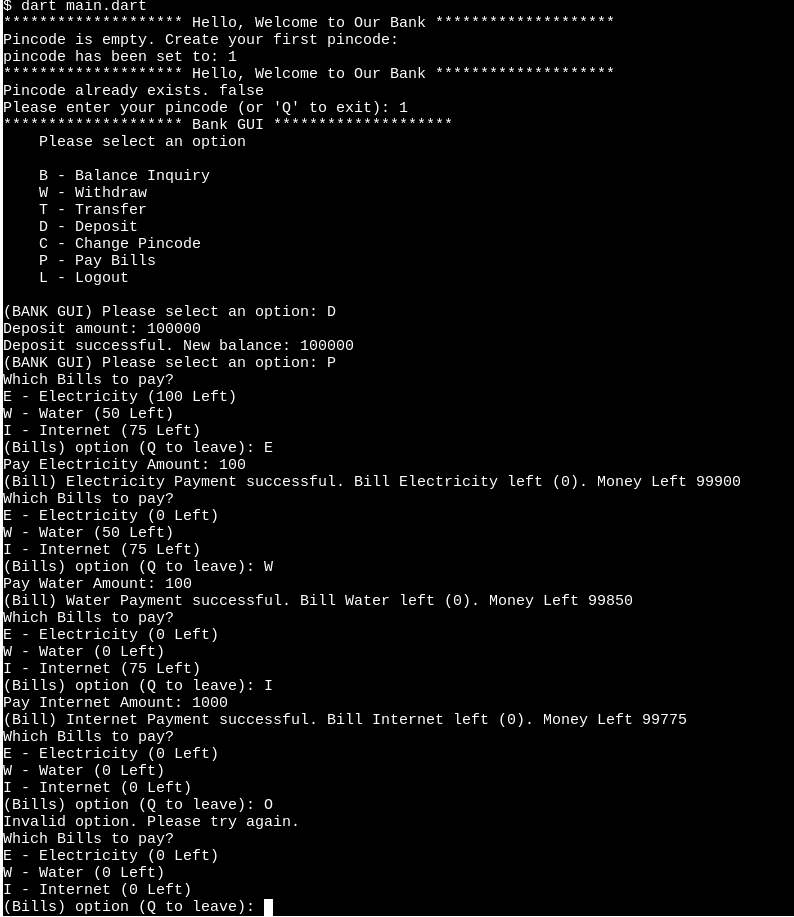 $ dart main.dart
******************** Hello, Welcome to Our Bank ********************
Pincode is empty. Create your first pincode:
pincode has been set to: 1
******************** Hello, Welcome to Our Bank ********************
Pincode already exists. false
Please enter your pincode (or 'Q' to exit): 1
******************** Bank GUI ********************
    Please select an option

    B - Balance Inquiry
    W - Withdraw
    T - Transfer
    D - Deposit
    C - Change Pincode
    P - Pay Bills
    L - Logout

(BANK GUI) Please select an option: D
Deposit amount: 100000
Deposit successful. New balance: 100000
(BANK GUI) Please select an option: P
Which Bills to pay?
E - Electricity (100 Left)
W - Water (50 Left)
I - Internet (75 Left)
(Bills) option (Q to leave): E
Pay Electricity Amount: 100
(Bill) Electricity Payment successful. Bill Electricity left (0). Money Left 99900
Which Bills to pay?
E - Electricity (0 Left)
W - Water (50 Left)
I - Internet (75 Left)
(Bills) option (Q to leave): W
Pay Water Amount: 100
(Bill) Water Payment successful. Bill Water left (0). Money Left 99850
Which Bills to pay?
E - Electricity (0 Left)
W - Water (0 Left)
I - Internet (75 Left)
(Bills) option (Q to leave): I
Pay Internet Amount: 1000
(Bill) Internet Payment successful. Bill Internet left (0). Money Left 99775
Which Bills to pay?
E - Electricity (0 Left)
W - Water (0 Left)
I - Internet (0 Left)
(Bills) option (Q to leave): O
Invalid option. Please try again.
Which Bills to pay?
E - Electricity (0 Left)
W - Water (0 Left)
I - Internet (0 Left)
(Bills) option (Q to leave):